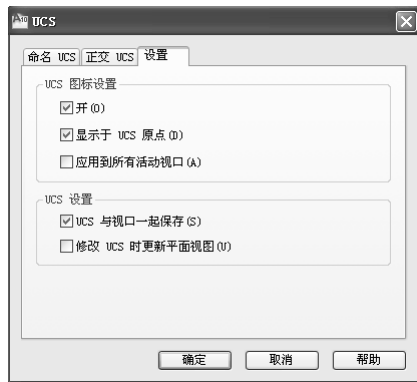 UCS
命名 UCS 正交 UCS 设置
UCS 图标设置
开(O)
显示于 UCS 原点(D)
应用到所有活动视口(A)
UCS 设置
UCS 与视口一起保存(S)
修改 UCS 时更新平面视图(U)
确定 取消 帮助